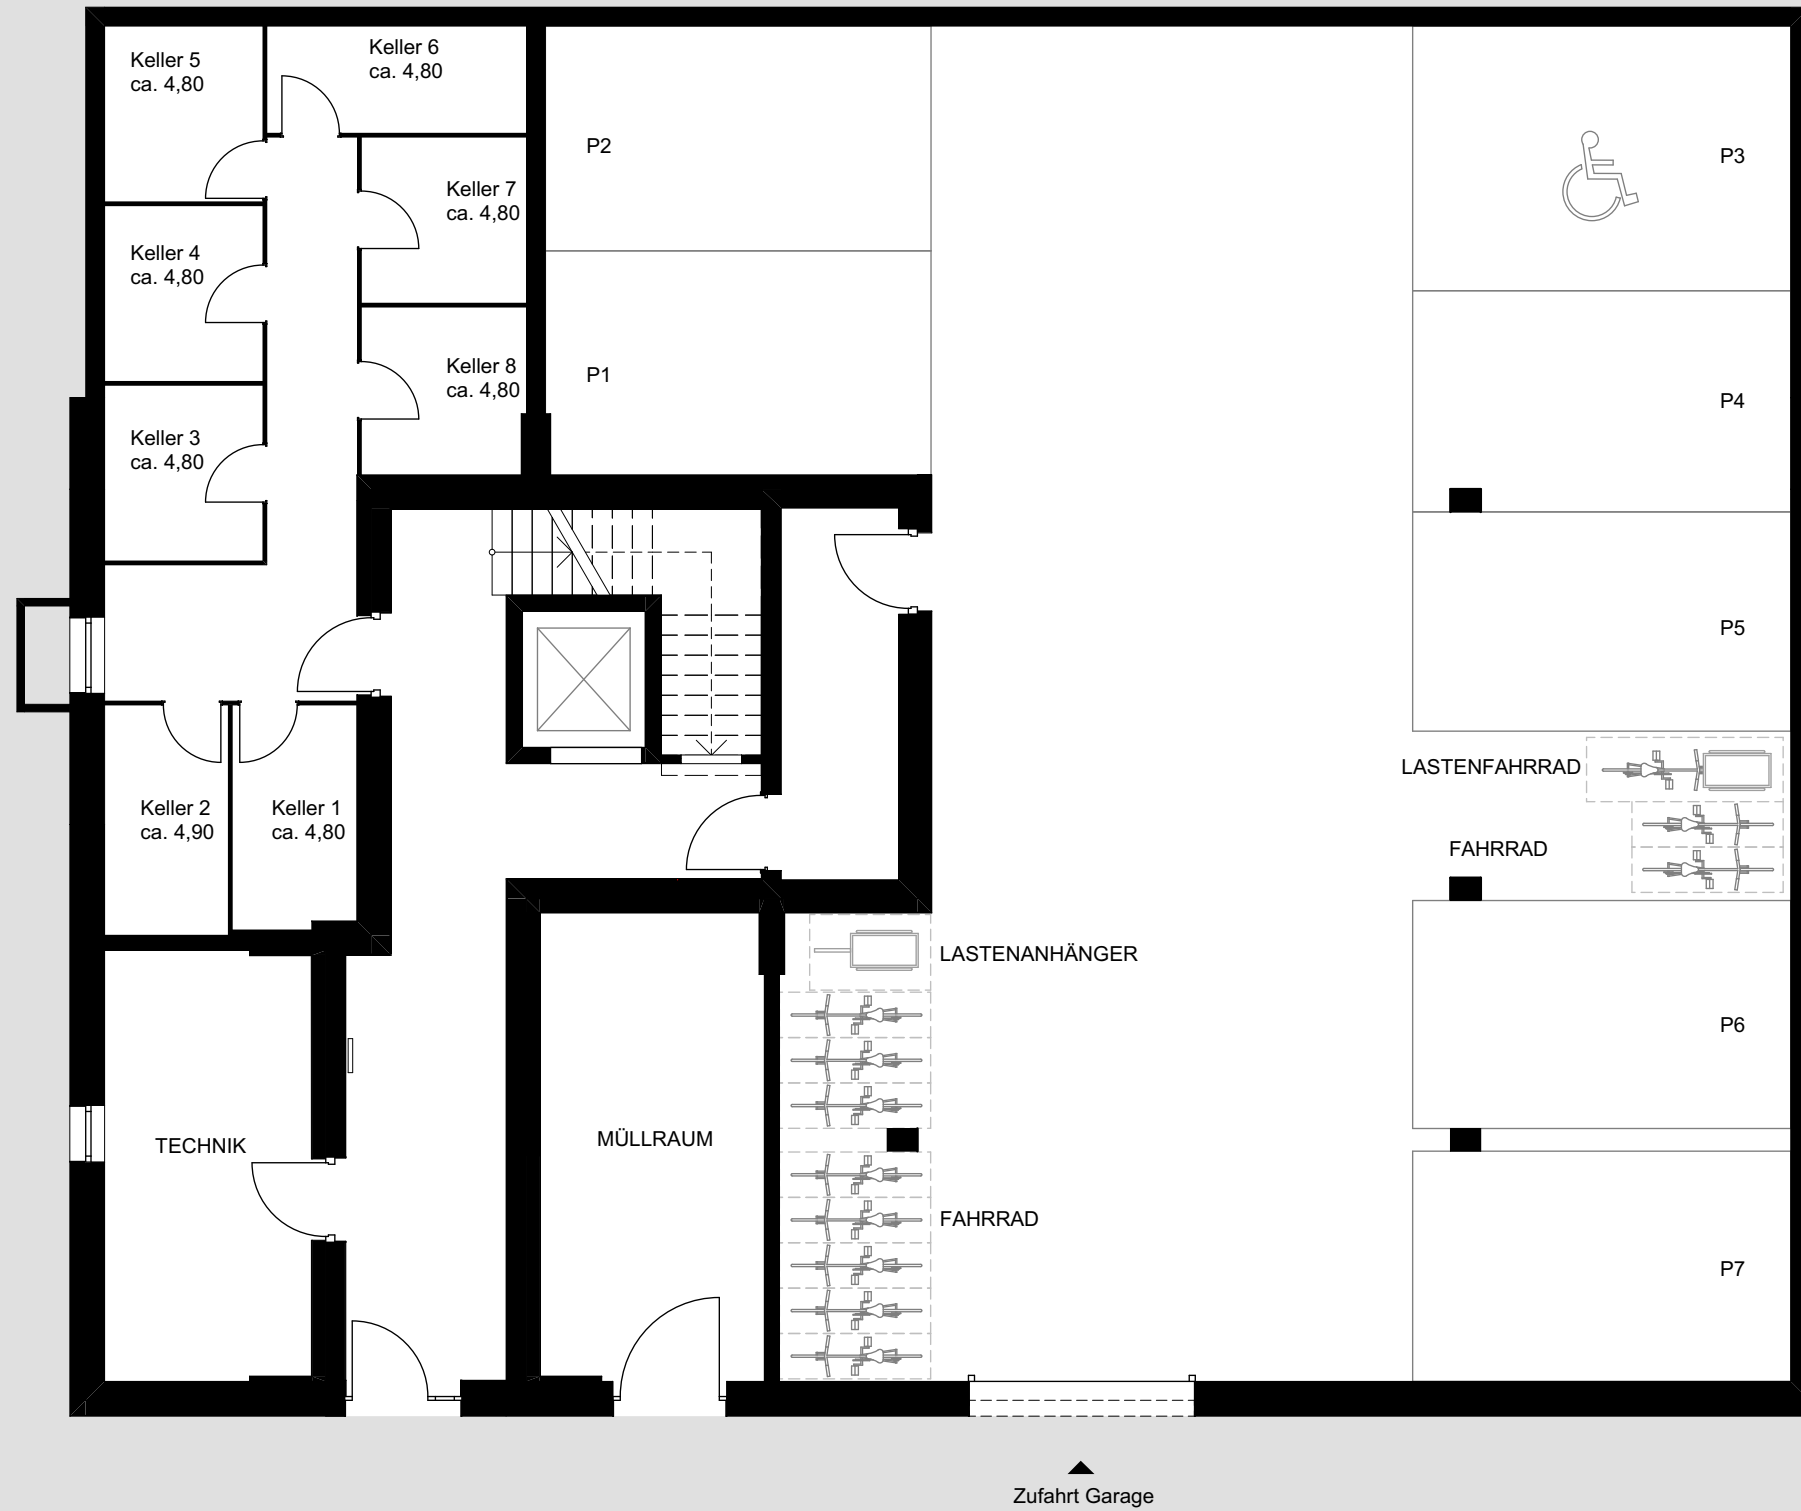 Keller 5
ca. 4,80
Keller 6
ca. 4,80
P2
P3
Keller 7
ca. 4,80
Keller 4
ca. 4,80
Keller 8
ca. 4,80
P1
P4
Keller 3
ca. 4,80
P5
LASTENFAHRRAD
Keller 2
ca. 4,90
Keller 1
ca. 4,80
FAHRRAD
LASTENANHÄNGER
P6
TECHNIK
MÜLLRAUM
FAHRRAD
P7
Zufahrt Garage